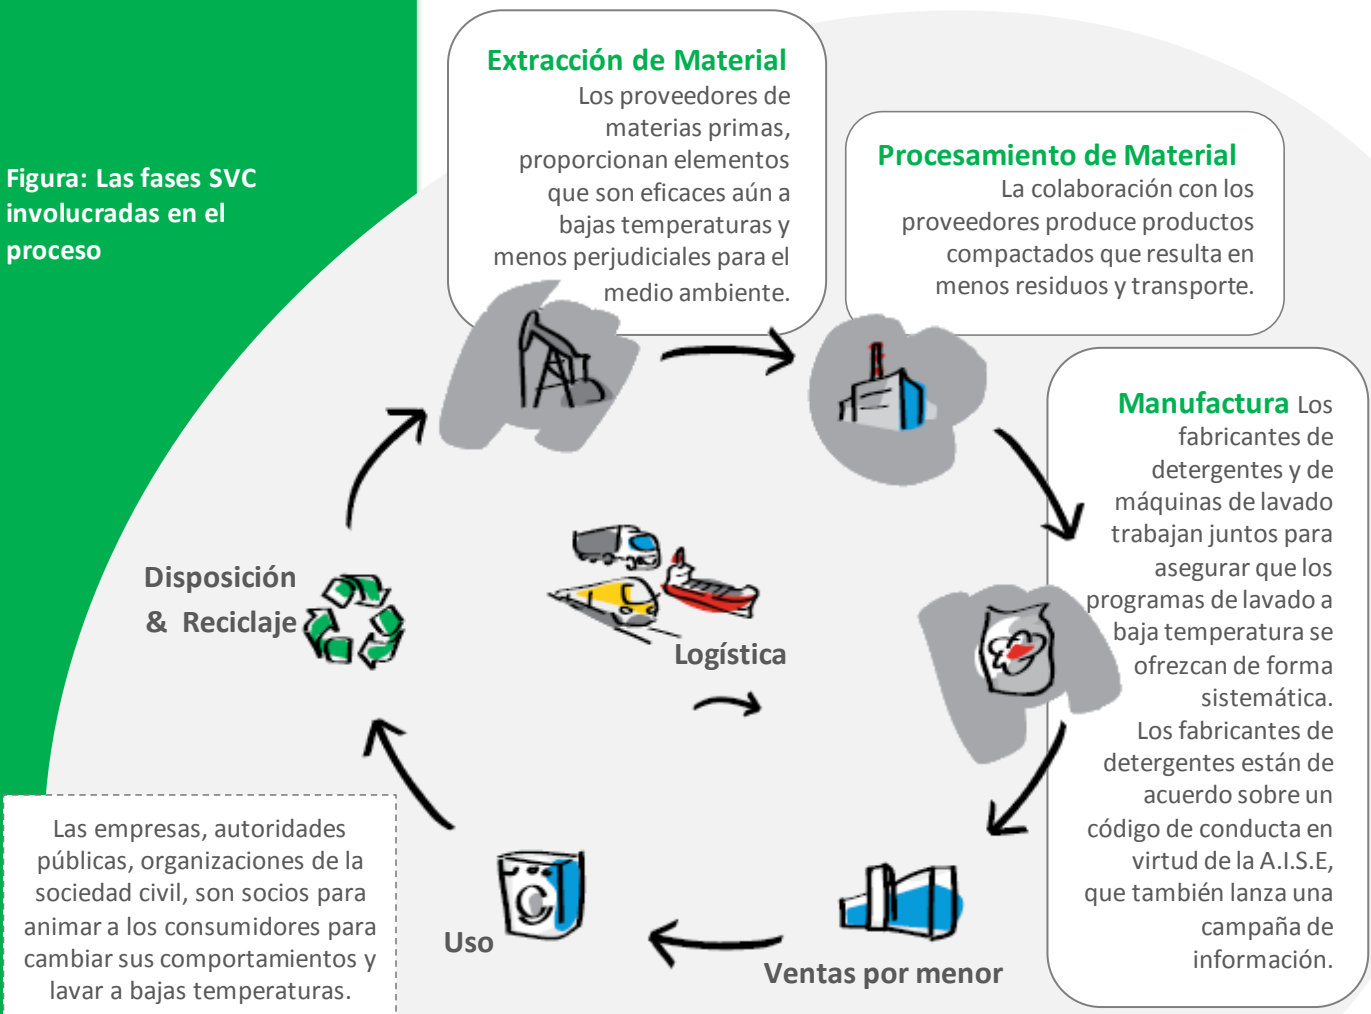 Figura: Las fases SVC
involucradas en el
proceso
Extracción de Material
Los proveedores de
materias primas,
proporcionan elementos
que son eficaces aún a
bajas temperaturas y
menos perjudiciales para el
medio ambiente.
Procesamiento de Material
La colaboración con los
proveedores produce productos
compactados que resulta en
menos residuos y transporte.
Manufactura Los
fabricantes de
detergentes y de
máquinas de lavado
trabajan juntos para
asegurar que los
programas de lavado a
baja temperatura se
ofrezcan de forma
sistemática.
Los fabricantes de
detergentes están de
acuerdo sobre un
código de conducta en
virtud de la A.I.S.E,
que también lanza una
campaña de
información.
Disposición
& Reciclaje
Logística
Uso
Ventas por menor
Las empresas, autoridades
públicas, organizaciones de la
sociedad civil, son socios para
animar a los consumidores para
cambiar sus comportamientos y
lavar a bajas temperaturas.